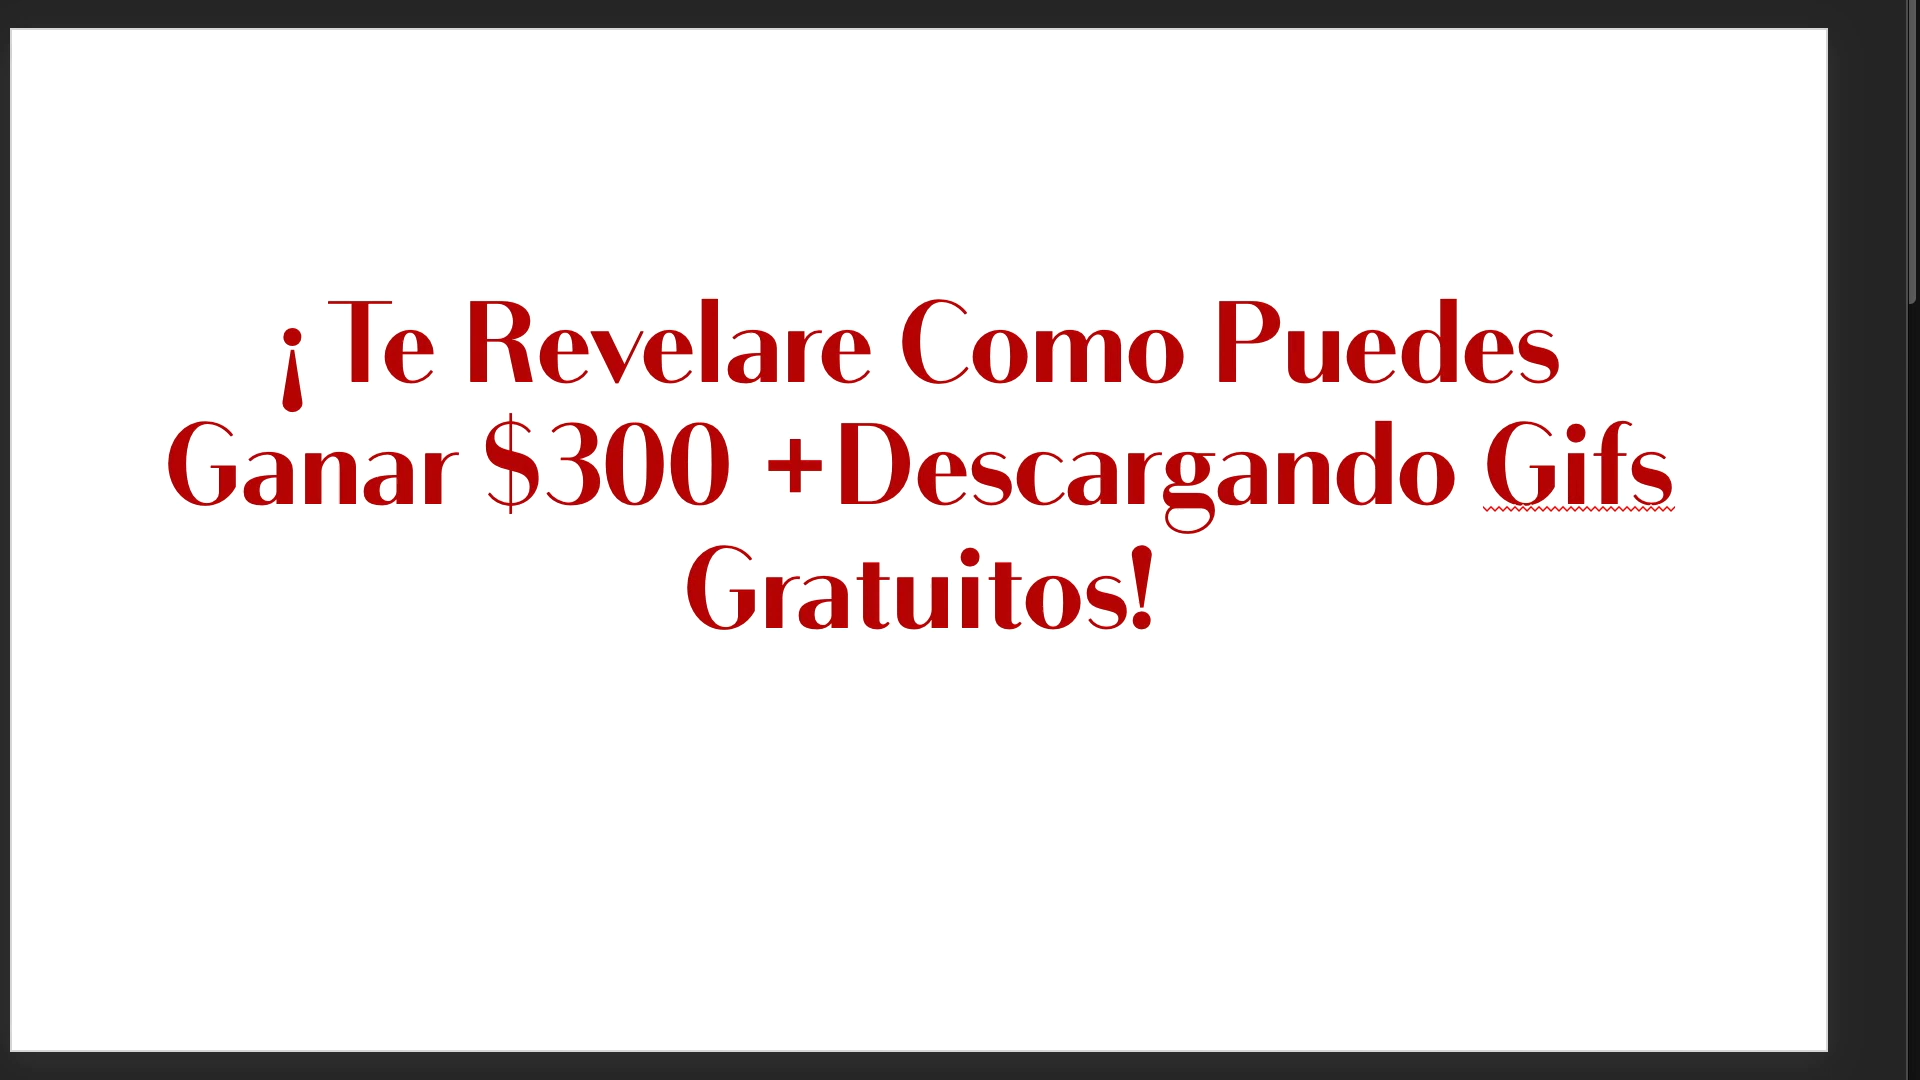 ¡ Te Revelare Como Puedes
Ganar $300 +Descargando Gifs
Gratuitos!